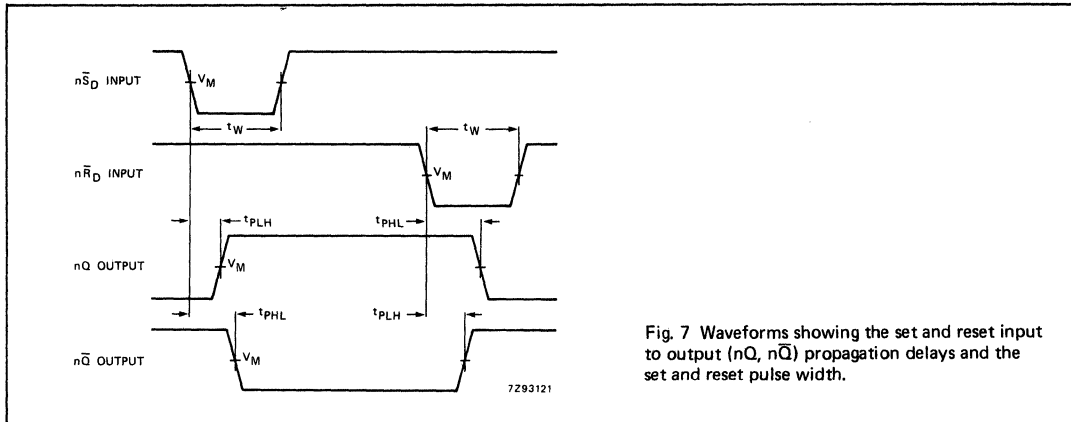 nS̅D INPUT
VM
tW
tW
nR̅D INPUT
VM
tPLH
tPHL
nQ OUTPUT
VM
tPHL
tPLH
nQ̅ OUTPUT
VM
7Z93121
Fig. 7 Waveforms showing the set and reset input
to output (nQ, nQ̅) propagation delays and the
set and reset pulse width.